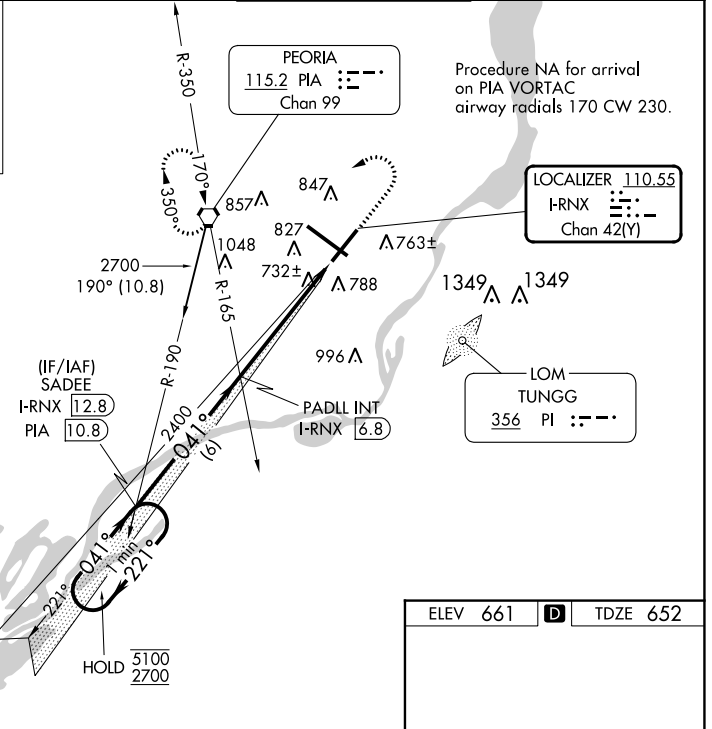 R-350
PEORIA
115.2 PIA
Chan 99
Procedure NA for arrival
on PIA VORTAC
airway radials 170 CW 230.
170°
350°
857
847
LOCALIZER 110.55
I-RNX
Chan 42(Y)
827
763±
1048
732±
788
2700
190° (10.8)
R-165
1349
1349
R-190
996
(IF/IAF)
SADEE
I-RNX 12.8
PIA 10.8
LOM
TUNGG
356 PI
2400
041°
(6)
PADLL INT
I-RNX 6.8
041°
1 min
221°
221°
HOLD 5100
2700
ELEV 661 D TDZE 652